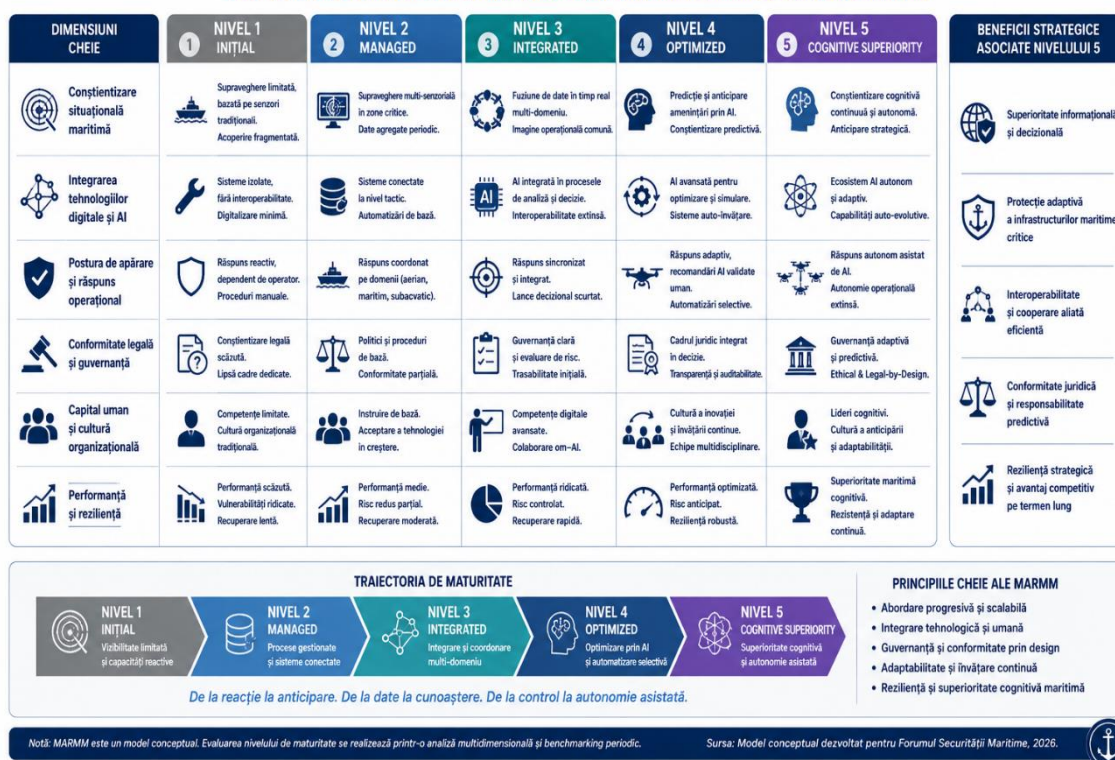 DIMENSIUNI
CHEIE
1
NIVEL 1
INIȚIAL
2
NIVEL 2
MANAGED
3
NIVEL 3
INTEGRATED
4
NIVEL 4
OPTIMIZED
5
NIVEL 5
COGNITIVE SUPERIORITY
Conștientizare
situațională
maritimă
Supraveghere limitată,
bazată pe senzori
tradiționali.
Acoperire fragmentată.
Supraveghere multi-senzorială
în zone critice.
Date agregate periodic.
Fuziune de date în timp real
multi-domeniu.
Imagine operațională comună.
Predicție și anticipare
amenințări prin AI.
Conștientizare predictivă.
Conștientizare cognitivă
continuă și autonomă.
Anticipare strategică.
Integrarea
tehnologiilor
digitale și AI
Sisteme izolate,
fără interoperabilitate.
Digitalizare minimă.
Sisteme conectate
la nivel tactic.
Automatizări de bază.
AI
AI integrată în procesele
de analiză și decizie.
Interoperabilitate extinsă.
AI avansată pentru
optimizare și simulare.
Sisteme auto-învățare.
Ecosistem AI autonom
și adaptiv.
Capabilități auto-evolutive.
Postura de apărare
și răspuns
operațional
Răspuns reactiv,
dependent de operator.
Proceduri manuale.
Răspuns coordonat
pe domenii (aerian,
maritim, subacvatic).
Răspuns sincronizat
și integrat.
Lance decizional scurtat.
Răspuns adaptiv,
recomandări AI validate
uman.
Automatizări selective.
Răspuns autonom asistat
de AI.
Autonomie operațională
extinsă.
Conformitate legală
și guvernanță
Conștientizare legală
scăzută.
Lipsă cadre dedicate.
Politici și proceduri
de bază.
Conformitate parțială.
Guvernanță clară
și evaluare de risc.
Trasabilitate inițială.
Cadrul juridic integrat
în decizie.
Transparență și auditabilitate.
Guvernanță adaptivă
și predictivă.
Ethical & Legal-by-Design.
Capital uman
și cultură
organizațională
Competențe limitate.
Cultură organizațională
tradițională.
Instruire de bază.
Acceptare a tehnologiei
în creștere.
Competențe digitale
avansate.
Colaborare om–AI.
Cultură a inovației
și învățării continue.
Echipe multidisciplinare.
Lideri cognitivi.
Cultură a anticipării
și adaptabilității.
Performanță
și reziliență
Performanță scăzută.
Vulnerabilități ridicate.
Recuperare lentă.
Performanță medie.
Risc redus parțial.
Recuperare moderată.
Performanță ridicată.
Risc controlat.
Recuperare rapidă.
Performanță optimizată.
Risc anticipat.
Reziliență robustă.
Superioritate maritimă
cognitivă.
Rezistență și adaptare
continuă.
BENEFICII STRATEGICE
ASOCIATE NIVELULUI 5
Superioritate informațională
și decizională
Protecție adaptivă
a infrastructurilor maritime
critice
Interoperabilitate
și cooperare aliată
eficientă
Conformitate juridică
și responsabilitate
predictivă
Reziliență strategică
și avantaj competitiv
pe termen lung
TRAIECTORIA DE MATURITATE
NIVEL 1
INIȚIAL
Vizibilitate limitată
și capacități reactive
NIVEL 2
MANAGED
Procese gestionate
și sisteme conectate
NIVEL 3
INTEGRATED
Integrare și coordonare
multi-domeniu
NIVEL 4
OPTIMIZED
Optimizare prin AI
și automatizare selectivă
NIVEL 5
COGNITIVE SUPERIORITY
Superioritate cognitivă
și autonomie asistată
De la reacție la anticipare. De la date la cunoaștere. De la control la autonomie asistată.
PRINCIPIILE CHEIE ALE MARMM
• Abordare progresivă și scalabilă
• Integrare tehnologică și umană
• Guvernanță și conformitate prin design
• Adaptabilitate și învățare continuă
• Reziliență și superioritate cognitivă maritimă
Notă: MARMM este un model conceptual. Evaluarea nivelului de maturitate se realizează printr-o analiză multidimensională și benchmarking periodic.
Sursa: Model conceptual dezvoltat pentru Forumul Securității Maritime, 2026.